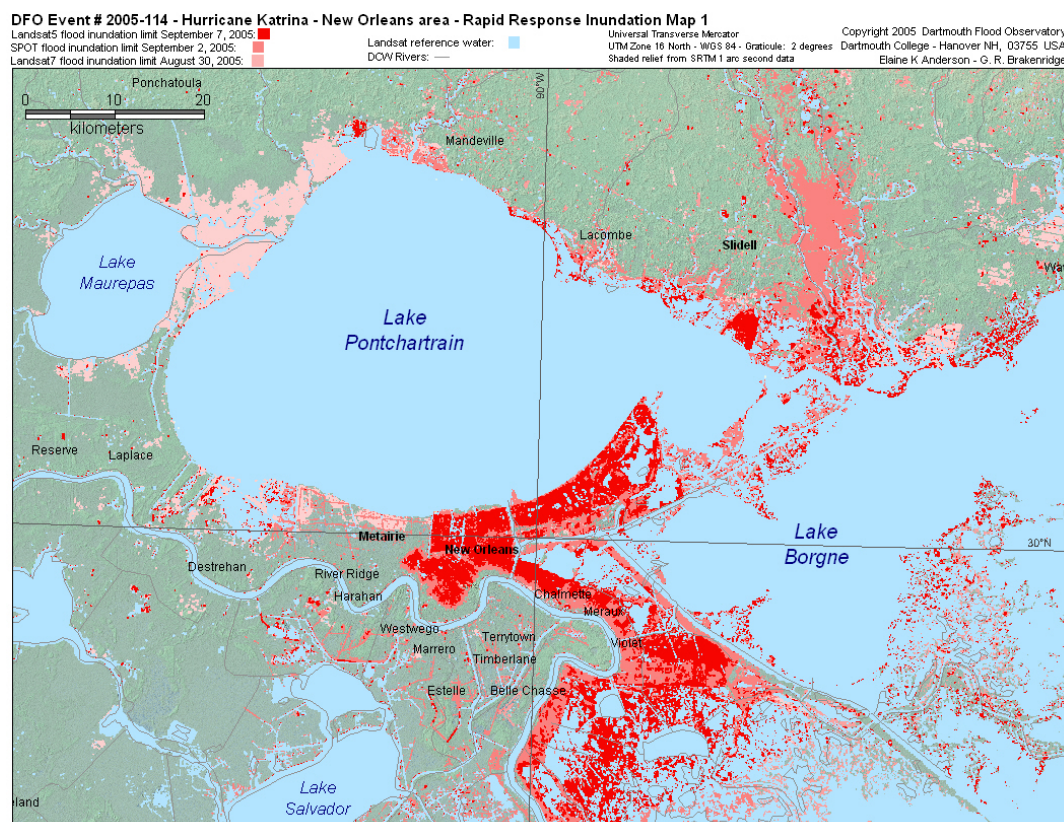 DFO Event # 2005-114 - Hurricane Katrina - New Orleans area - Rapid Response Inundation Map 1
Landsat5 flood inundation limit September 7, 2005:
SPOT flood inundation limit September 2, 2005:
Landsat7 flood inundation limit August 30, 2005:
Landsat reference water:
DCW Rivers:
Universal Transverse Mercator
UTM Zone 16 North - WGS 84 - Graticule: 2 degrees
Shaded relief from SRTM 1 arc second data
Copyright 2005 Dartmouth Flood Observatory
Dartmouth College - Hanover NH, 03755 USA
Elaine K Anderson - G. R. Brakenridge
Ponchatoula
0 10 20
kilometers
90°W
Mandeville
Lacombe
Slidell
Lake
Maurepas
Lake
Pontchartrain
Reserve
Laplace
Metairie
New Orleans
Lake
Borgne
30°N
Destrehan
River Ridge
Harahan
Chalmette
Meraux
Westwego
Terrytown
Violet
Marrero
Timberlane
Estelle
Belle Chasse
Lake
Salvador